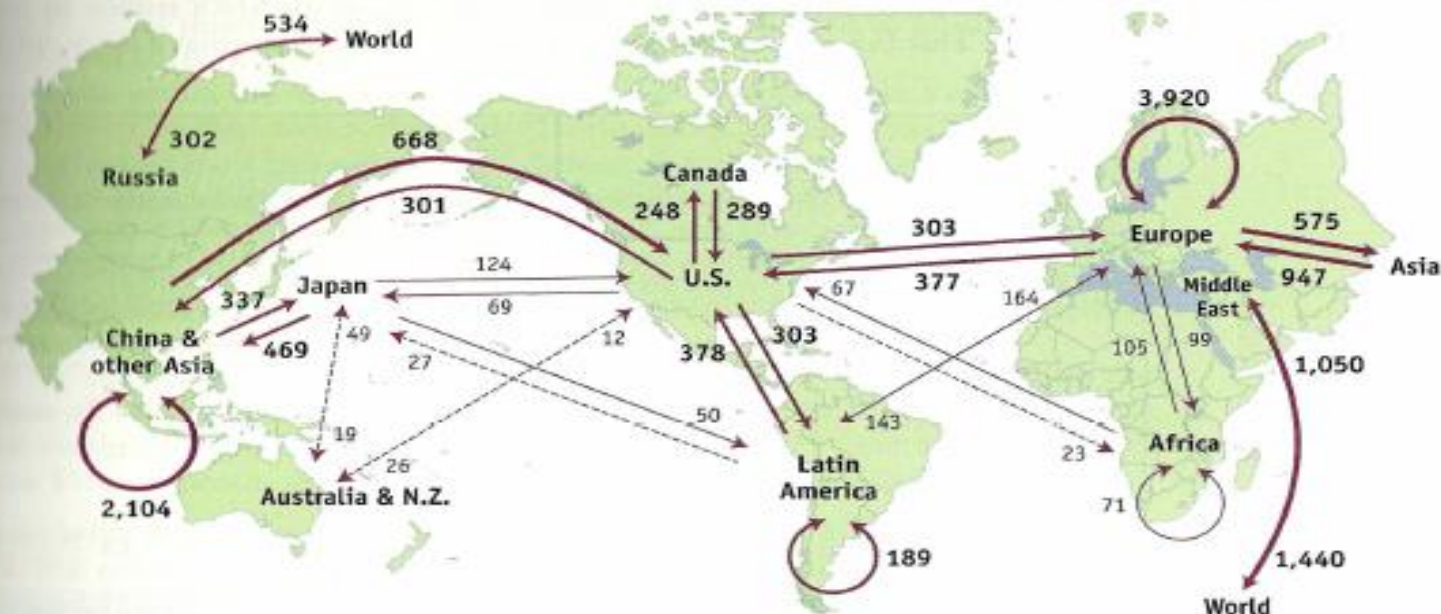 534
World
302
Russia
668
301
Canada
248
289
U.S.
3,920
Europe
303
377
575
947
Asia
Middle
East
Japan
124
69
337
469
China &
other Asia
2,104
49
19
27
12
26
Australia & N.Z.
378
303
50
Latin
America
189
67
164
143
23
105
99
Africa
71
1,050
1,440
World